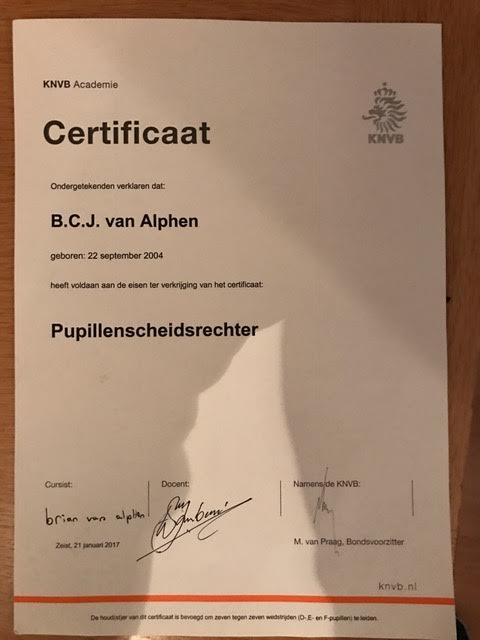 KNVB Academie
KNVB
Certificaat
Ondergetekenden verklaren dat:
B.C.J. van Alphen
geboren: 22 september 2004
heeft voldaan aan de eisen ter verkrijging van het certificaat:
Pupillenscheidsrechter
Cursist: Docent: Namens de KNVB:
brian van alphen
Zeist, 21 januari 2017 M. van Praag, Bondsvoorzitter
knvb.nl
De houd(st)er van dit certificaat is bevoegd om zeven tegen zeven wedstrijden (D-,E- en F-pupillen) te leiden.